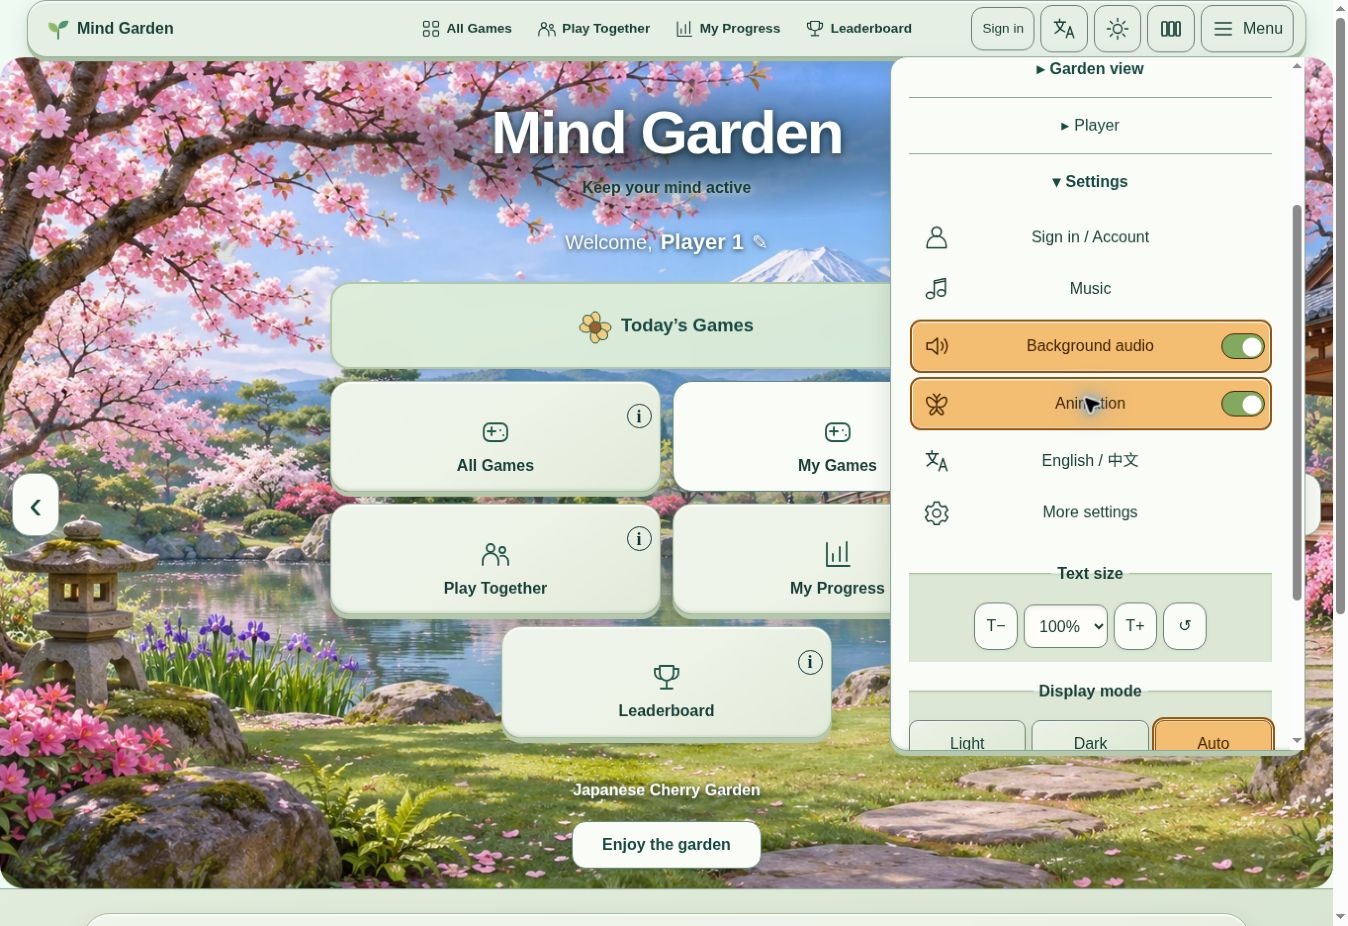 Mind Garden
All Games
Play Together
My Progress
Leaderboard
Sign in
Menu
Mind Garden
Keep your mind active
Welcome, Player 1 ✎
Today’s Games
All Games
My Games
Play Together
My Progress
Leaderboard
Japanese Cherry Garden
Enjoy the garden
▸ Garden view
▸ Player
▾ Settings
Sign in / Account
Music
Background audio
Animation
English / 中文
More settings
Text size
T−
100%
T+
↺
Display mode
Light
Dark
Auto